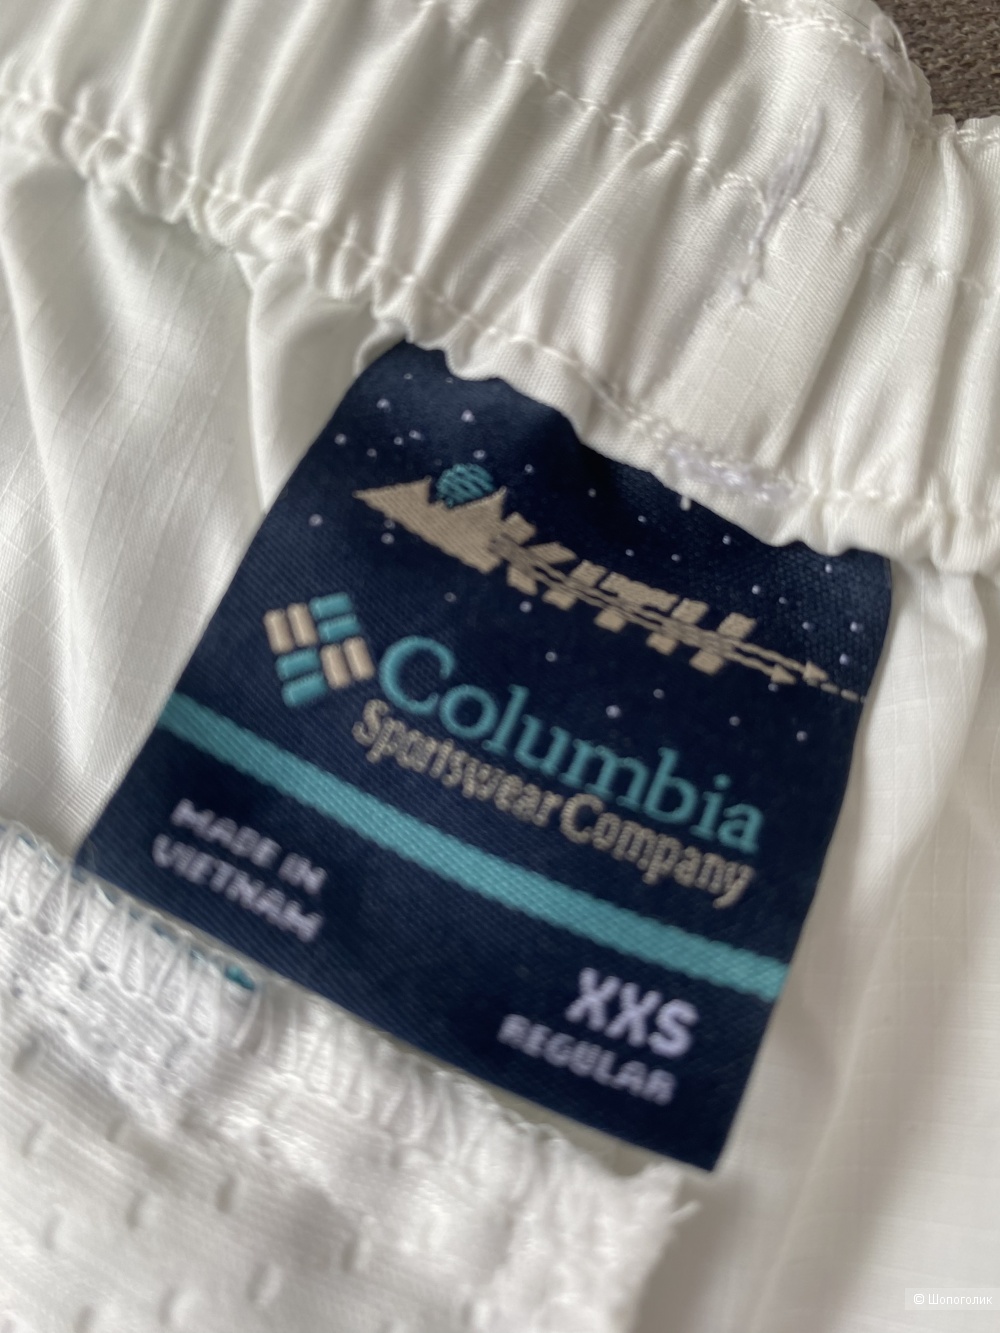 KITH
Columbia
Sportswear Company
MADE IN
VIETNAM
XXS
REGULAR
© Шопоголик